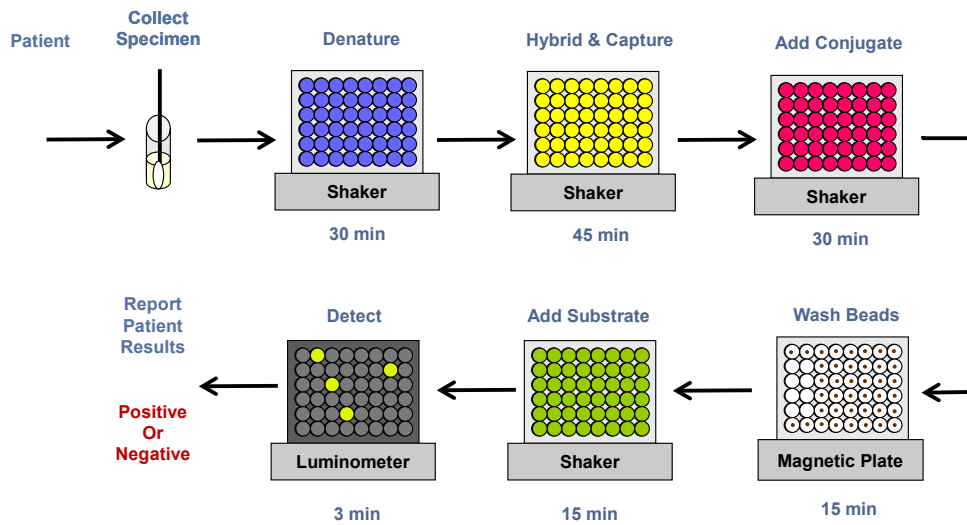 Patient
Collect
Specimen
Denature
Hybrid & Capture
Add Conjugate
Shaker
Shaker
Shaker
30 min
45 min
30 min
Report
Patient
Results
Detect
Add Substrate
Wash Beads
Positive
Or
Negative
Luminometer
Shaker
Magnetic Plate
3 min
15 min
15 min